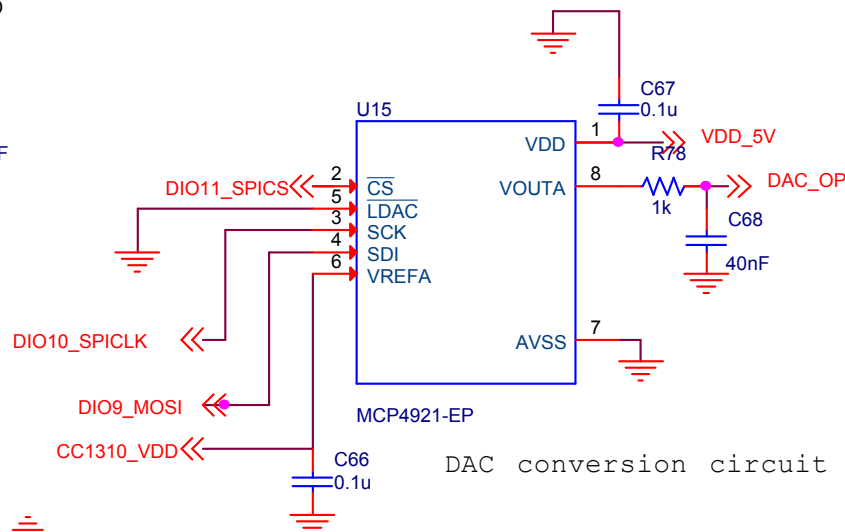 F
U15
C67
0.1u
VDD
1
VDD_5V
R78
DIO11_SPICS
2
CS
VOUTA
8
1k
DAC_OP
5
LDAC
3
SCK
4
SDI
6
VREFA
C68
40nF
DIO10_SPICLK
AVSS
7
DIO9_MOSI
MCP4921-EP
CC1310_VDD
C66
0.1u
DAC conversion circuit